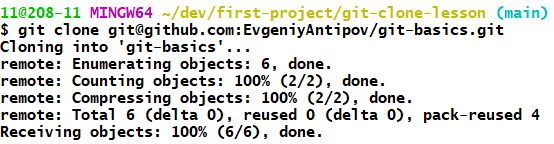 11@208-11 MINGW64 ~/dev/first-project/git-clone-lesson (main)
$ git clone git@github.com:EvgeniyAntipov/git-basics.git
Cloning into 'git-basics'...
remote: Enumerating objects: 6, done.
remote: Counting objects: 100% (2/2), done.
remote: Compressing objects: 100% (2/2), done.
remote: Total 6 (delta 0), reused 0 (delta 0), pack-reused 4
Receiving objects: 100% (6/6), done.